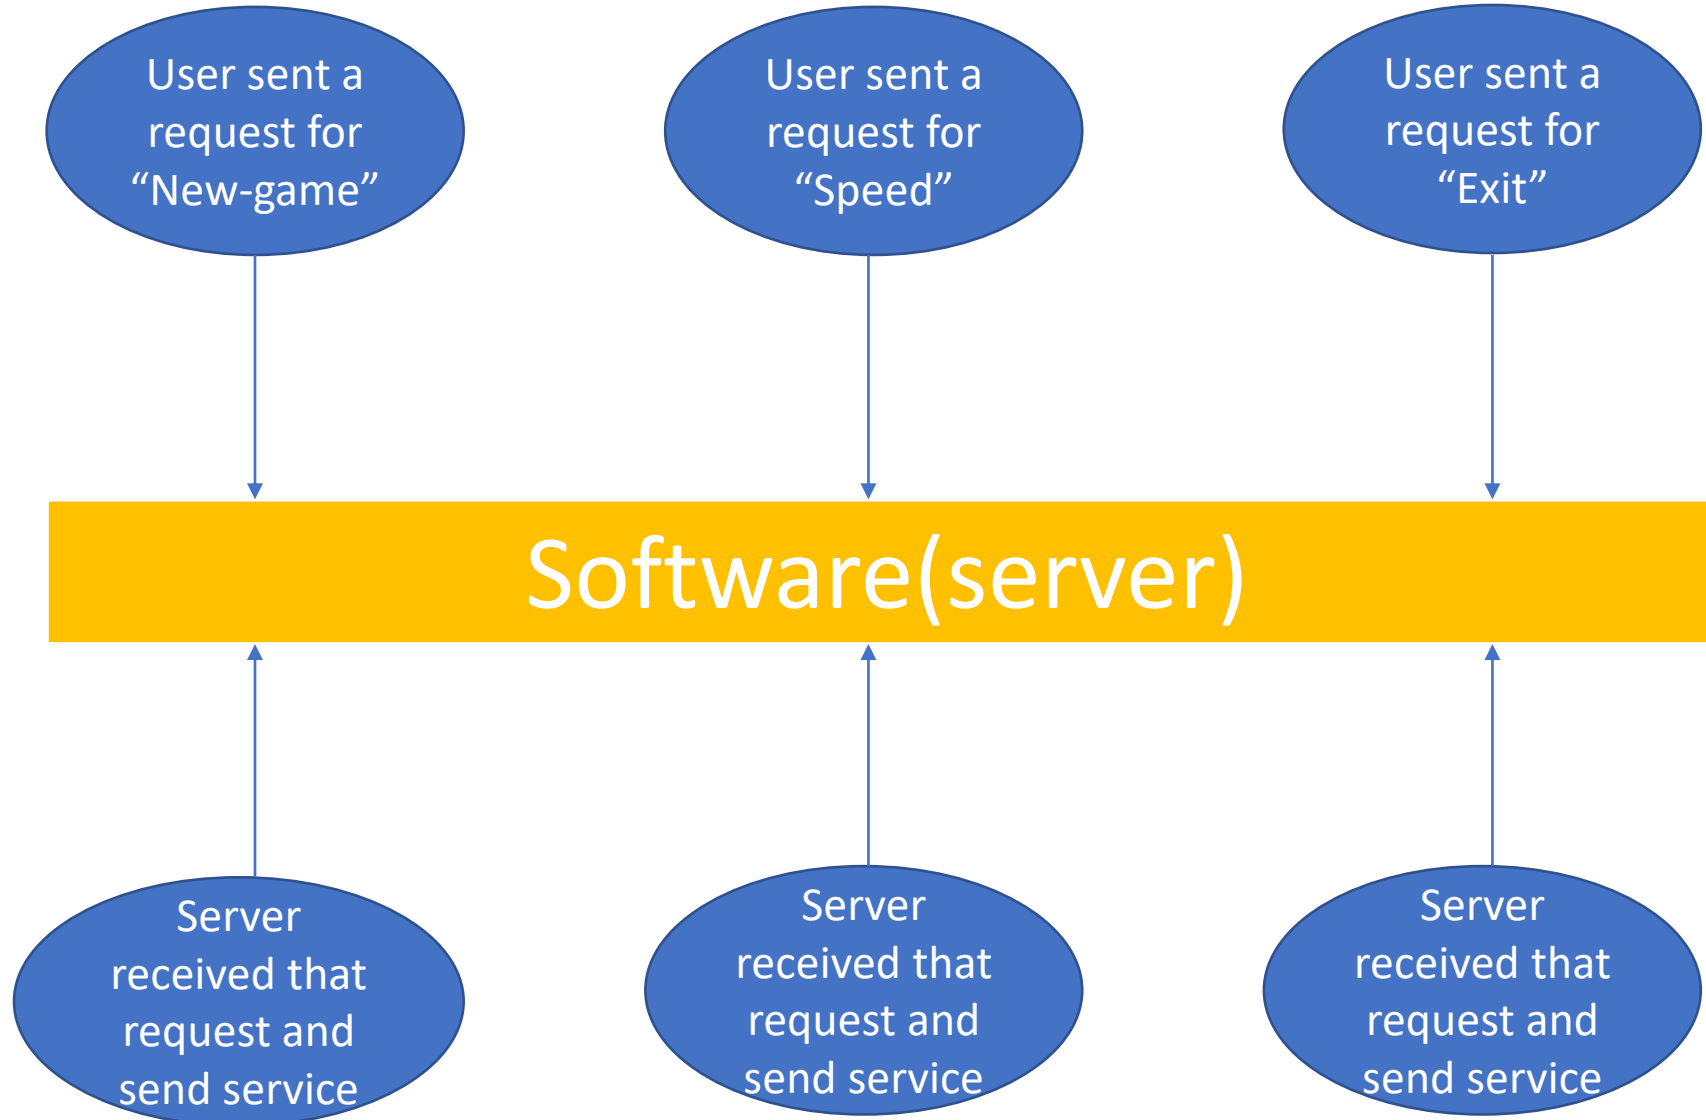 User sent a
request for
“New-game”
User sent a
request for
“Speed”
User sent a
request for
“Exit”
Software(server)
Server
received that
request and
send service
Server
received that
request and
send service
Server
received that
request and
send service